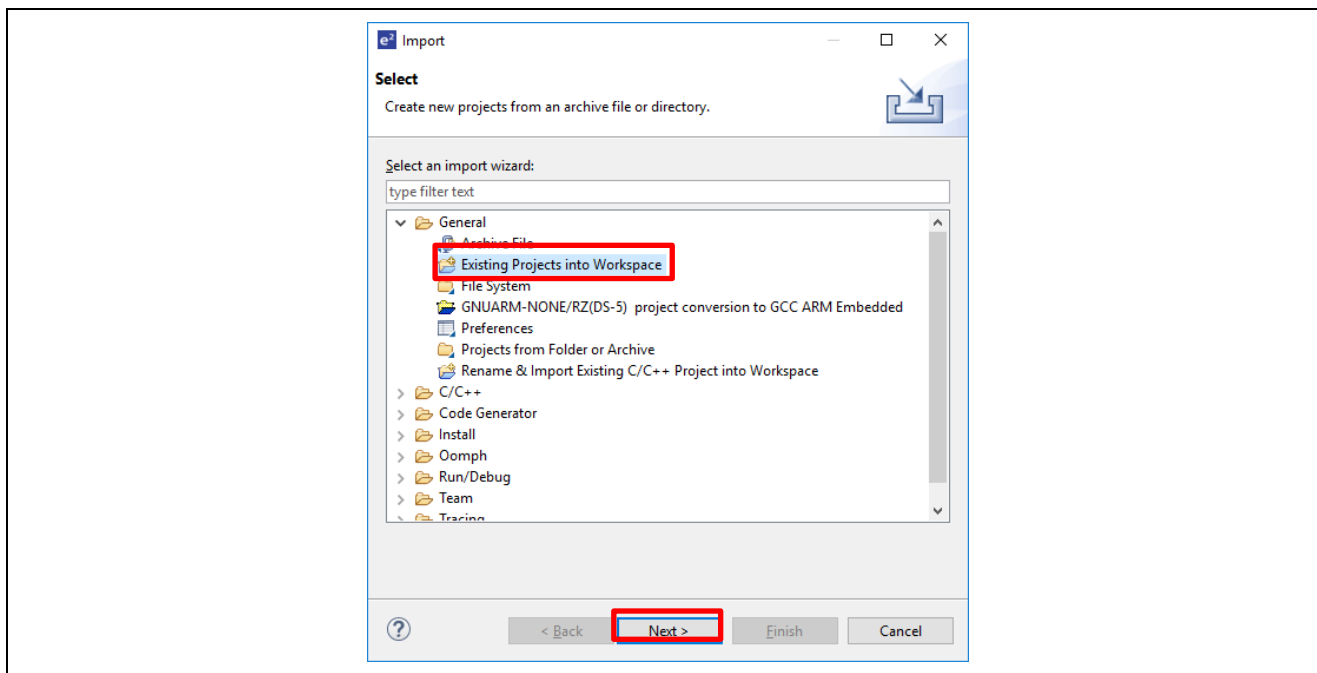 e² Import
Select
Create new projects from an archive file or directory.
Select an import wizard:
type filter text
General
Archive File
Existing Projects into Workspace
File System
GNUARM-NONE/RZ(DS-5) project conversion to GCC ARM Embedded
Preferences
Projects from Folder or Archive
Rename & Import Existing C/C++ Project into Workspace
C/C++
Code Generator
Install
Oomph
Run/Debug
Team
Tracing
? < Back Next > Finish Cancel